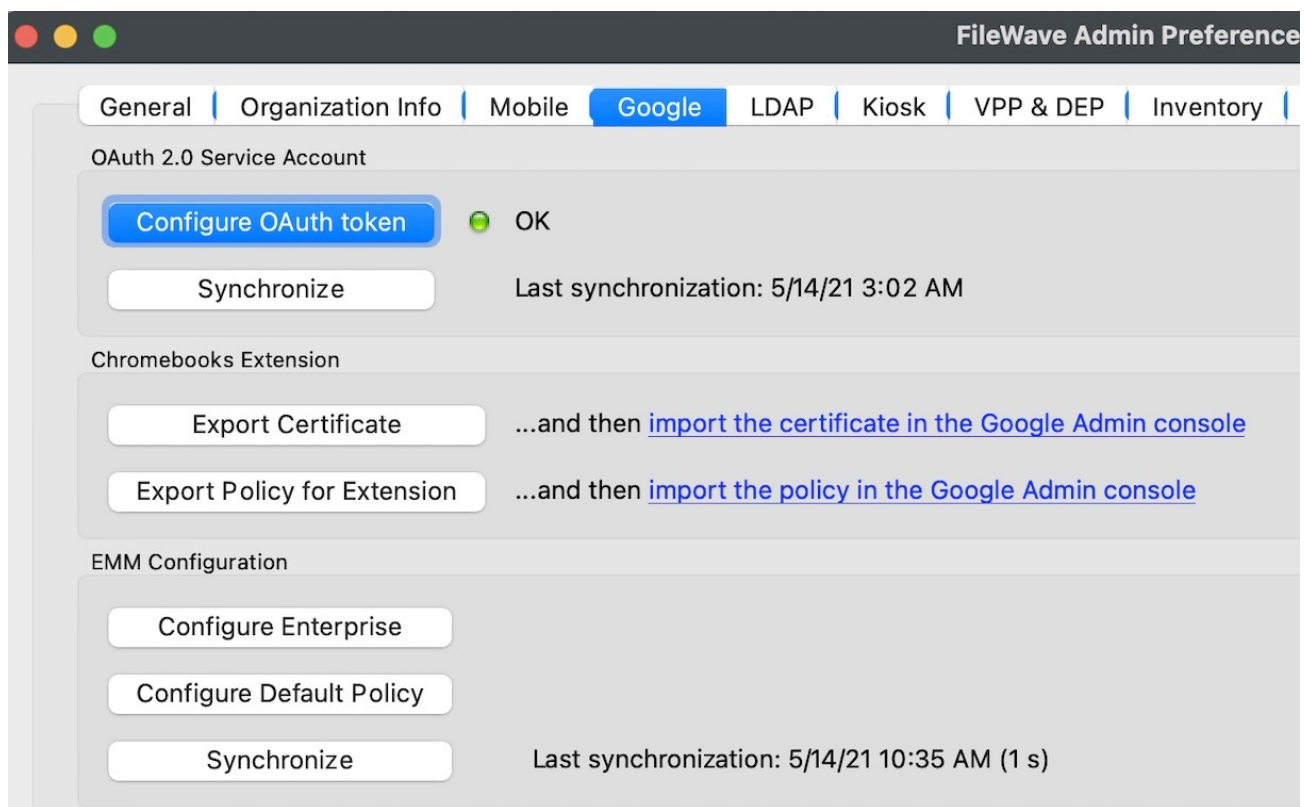 FileWave Admin Preference
General Organization Info Mobile Google LDAP Kiosk VPP & DEP Inventory
OAuth 2.0 Service Account
Configure OAuth token OK
Synchronize Last synchronization: 5/14/21 3:02 AM
Chromebooks Extension
Export Certificate ...and then import the certificate in the Google Admin console
Export Policy for Extension ...and then import the policy in the Google Admin console
EMM Configuration
Configure Enterprise
Configure Default Policy
Synchronize Last synchronization: 5/14/21 10:35 AM (1 s)